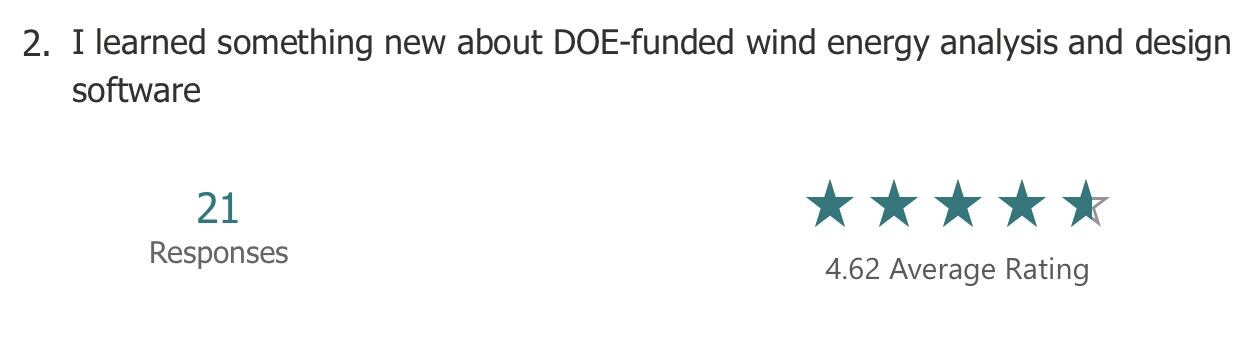 2. I learned something new about DOE-funded wind energy analysis and design
software
21
Responses
4.62 Average Rating